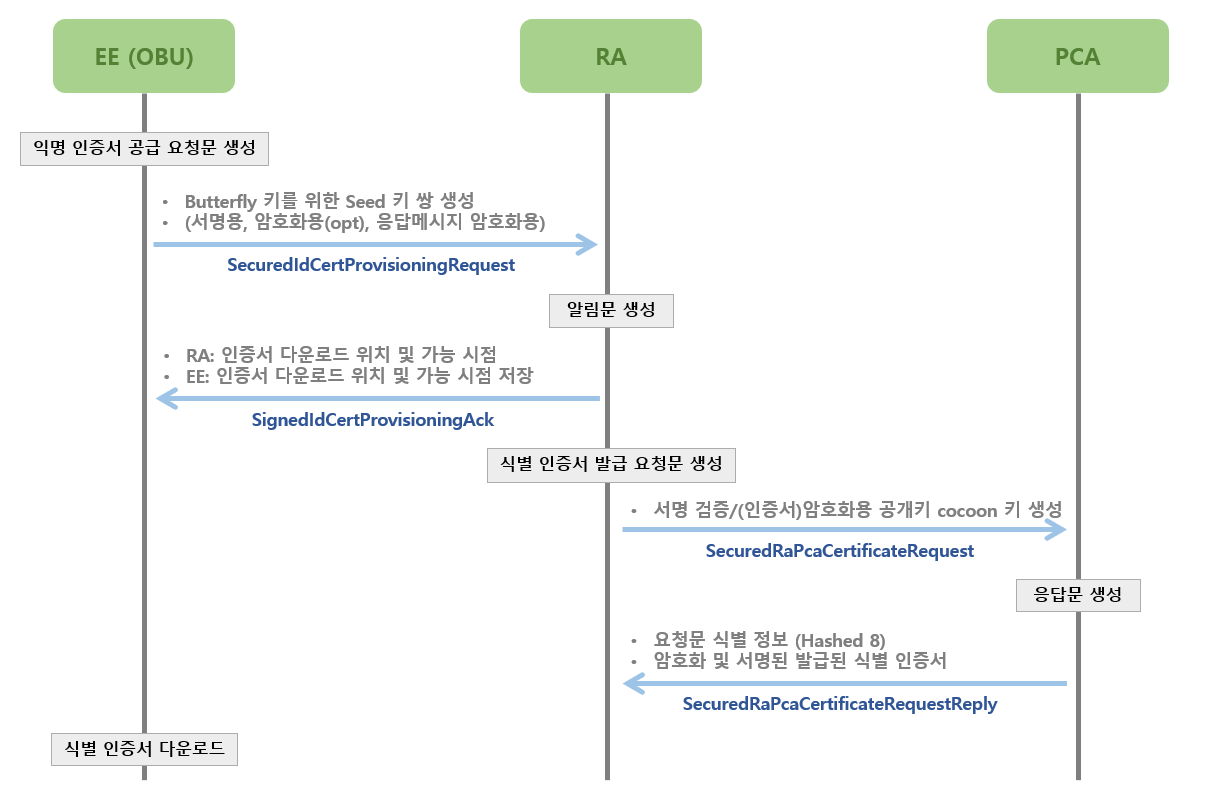 EE (OBU)
RA
PCA
익명 인증서 공급 요청문 생성
• Butterfly 키를 위한 Seed 키 쌍 생성
• (서명용, 암호화용(opt), 응답메시지 암호화용)
SecuredIdCertProvisioningRequest
알림문 생성
• RA: 인증서 다운로드 위치 및 가능 시점
• EE: 인증서 다운로드 위치 및 가능 시점 저장
SignedIdCertProvisioningAck
식별 인증서 발급 요청문 생성
• 서명 검증/(인증서)암호화용 공개키 cocoon 키 생성
SecuredRaPcaCertificateRequest
응답문 생성
• 요청문 식별 정보 (Hashed 8)
• 암호화 및 서명된 발급된 식별 인증서
SecuredRaPcaCertificateRequestReply
식별 인증서 다운로드